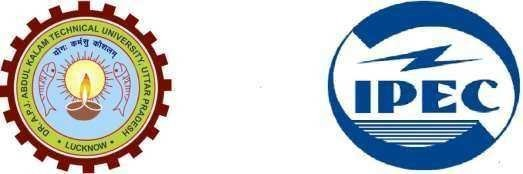 DR. A.P.J. ABDUL KALAM TECHNICAL UNIVERSITY, UTTAR PRADESH
योगः कर्मसु कौशलम्
LUCKNOW
IPEC